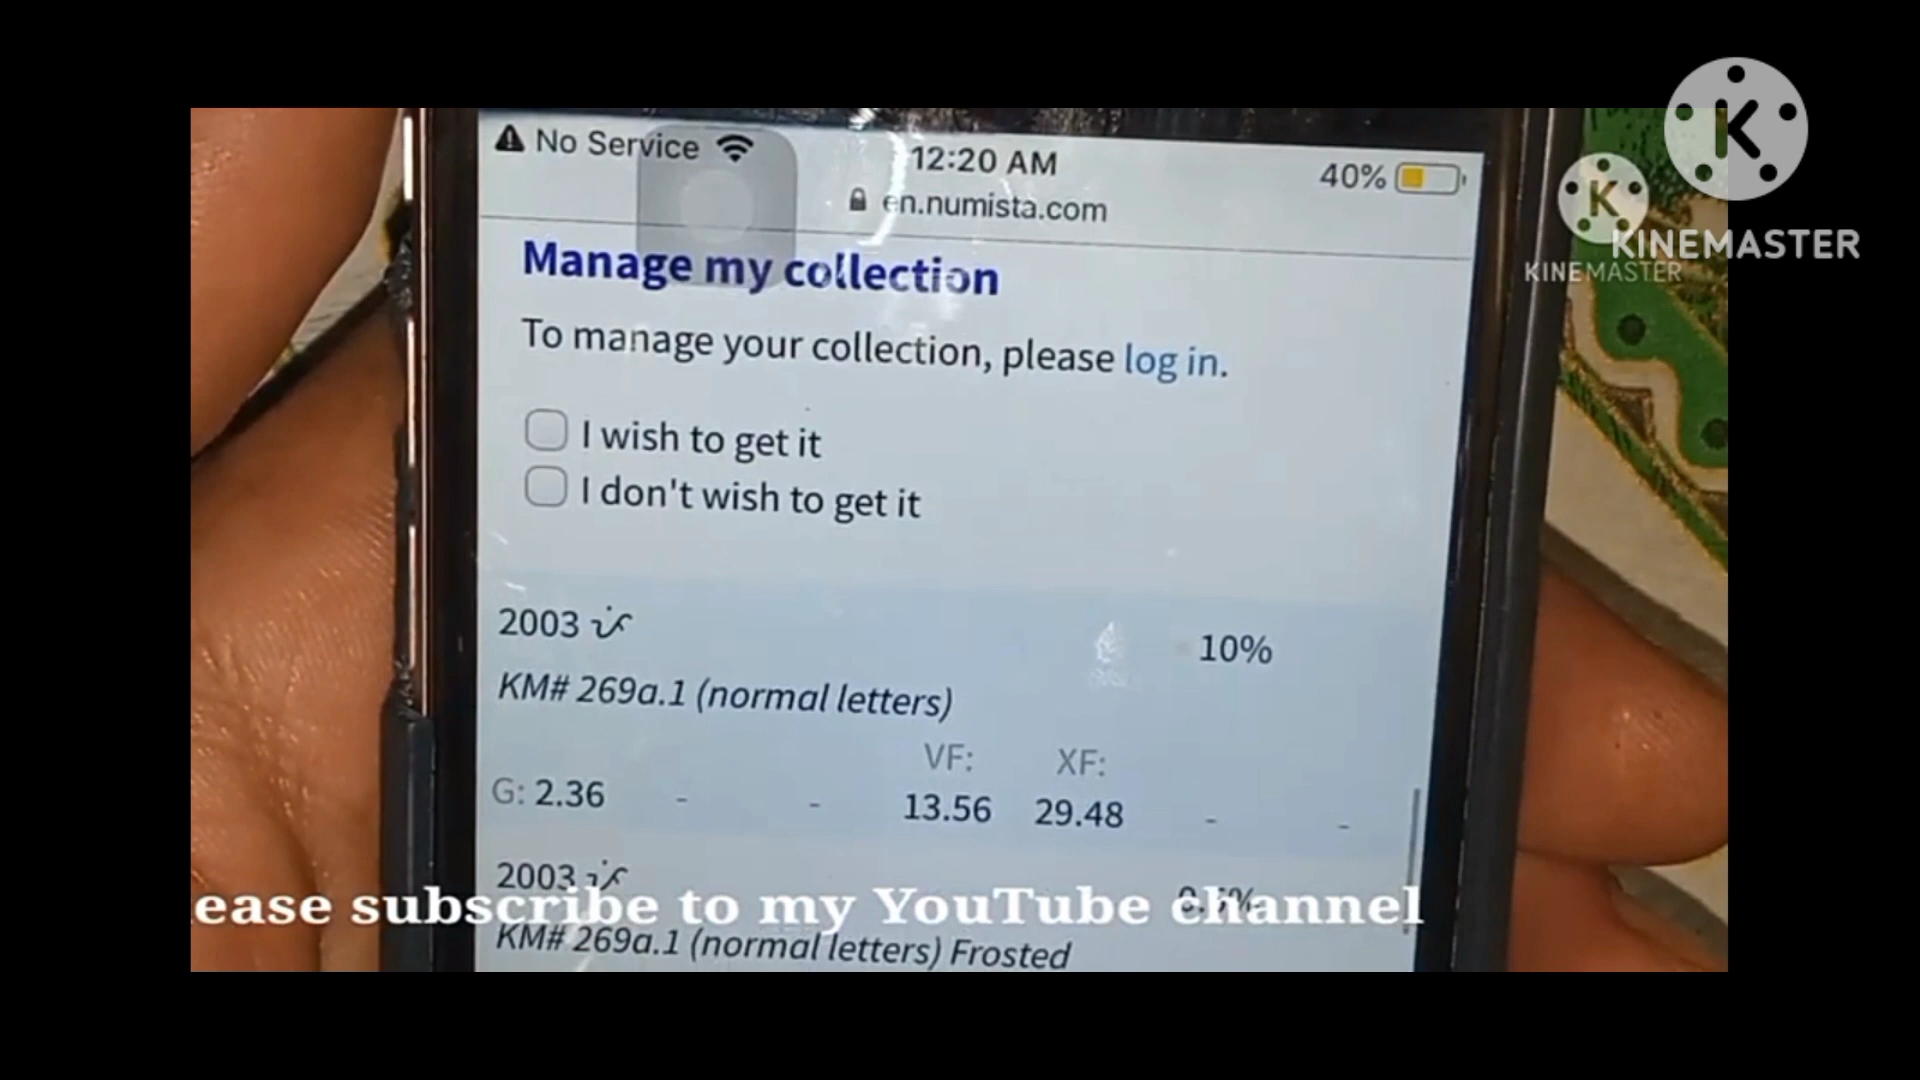 No Service
12:20 AM
40%
en.numista.com
KINEMASTER
KINEMASTER
Manage my collection
To manage your collection, please log in.
I wish to get it
I don't wish to get it
2003
10%
KM# 269a.1 (normal letters)
VF: XF:
G: 2.36 - - 13.56 29.48 - -
2003
ease subscribe to my YouTube channel
KM# 269a.1 (normal letters) Frosted